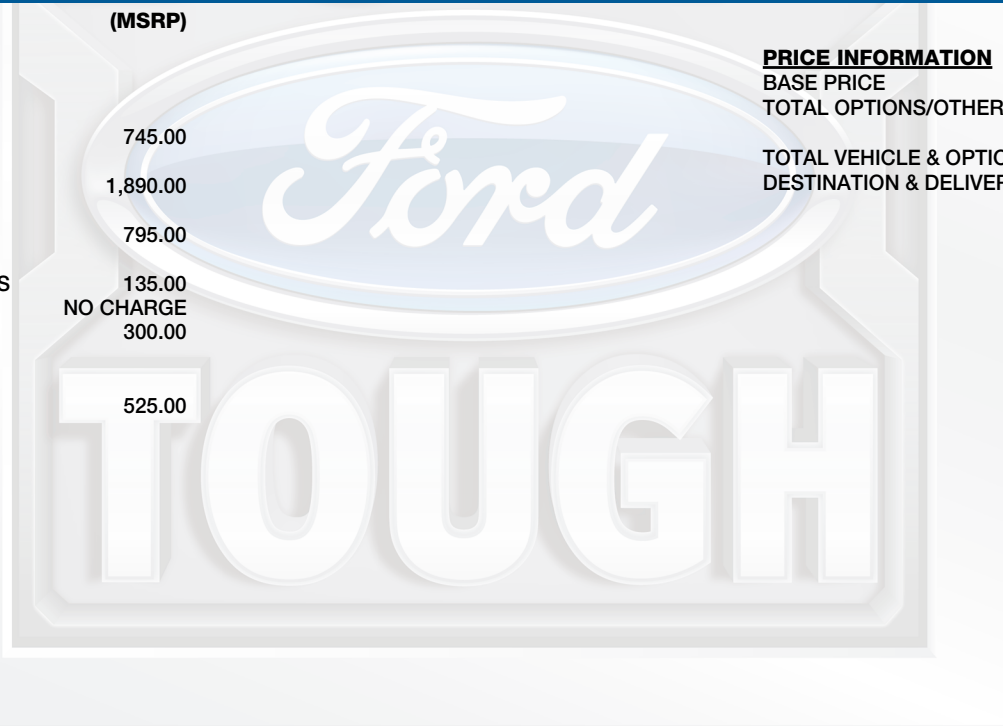 (MSRP)
745.00
1,890.00
795.00
S 135.00
NO CHARGE
300.00
525.00
PRICE INFORMATION
BASE PRICE
TOTAL OPTIONS/OTHER
TOTAL VEHICLE & OPTIO
DESTINATION & DELIVER
Ford
TOUGH